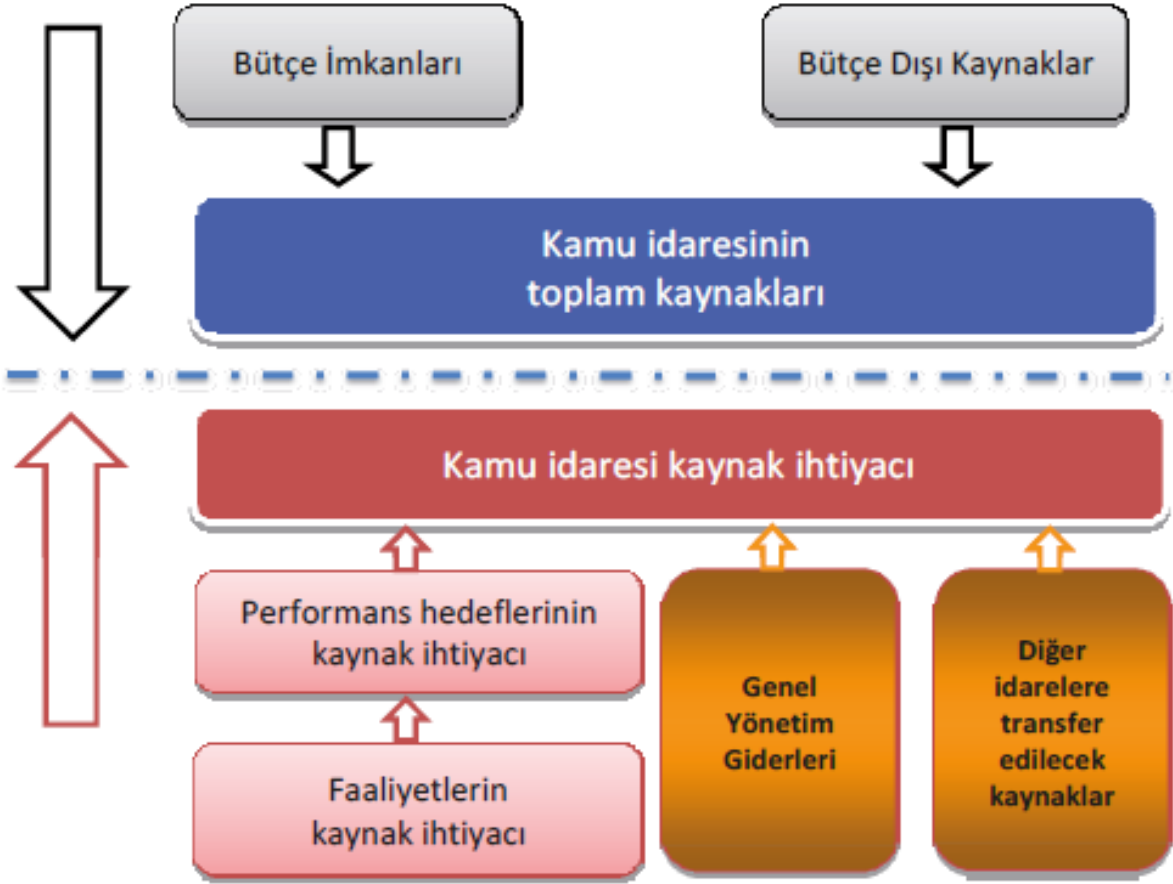 Bütçe İmkanları
Bütçe Dışı Kaynaklar
Kamu idaresinin
toplam kaynakları
Kamu idaresi kaynak ihtiyacı
Performans hedeflerinin
kaynak ihtiyacı
Faaliyetlerin
kaynak ihtiyacı
Genel
Yönetim
Giderleri
Diğer
idarelere
transfer
edilecek
kaynaklar